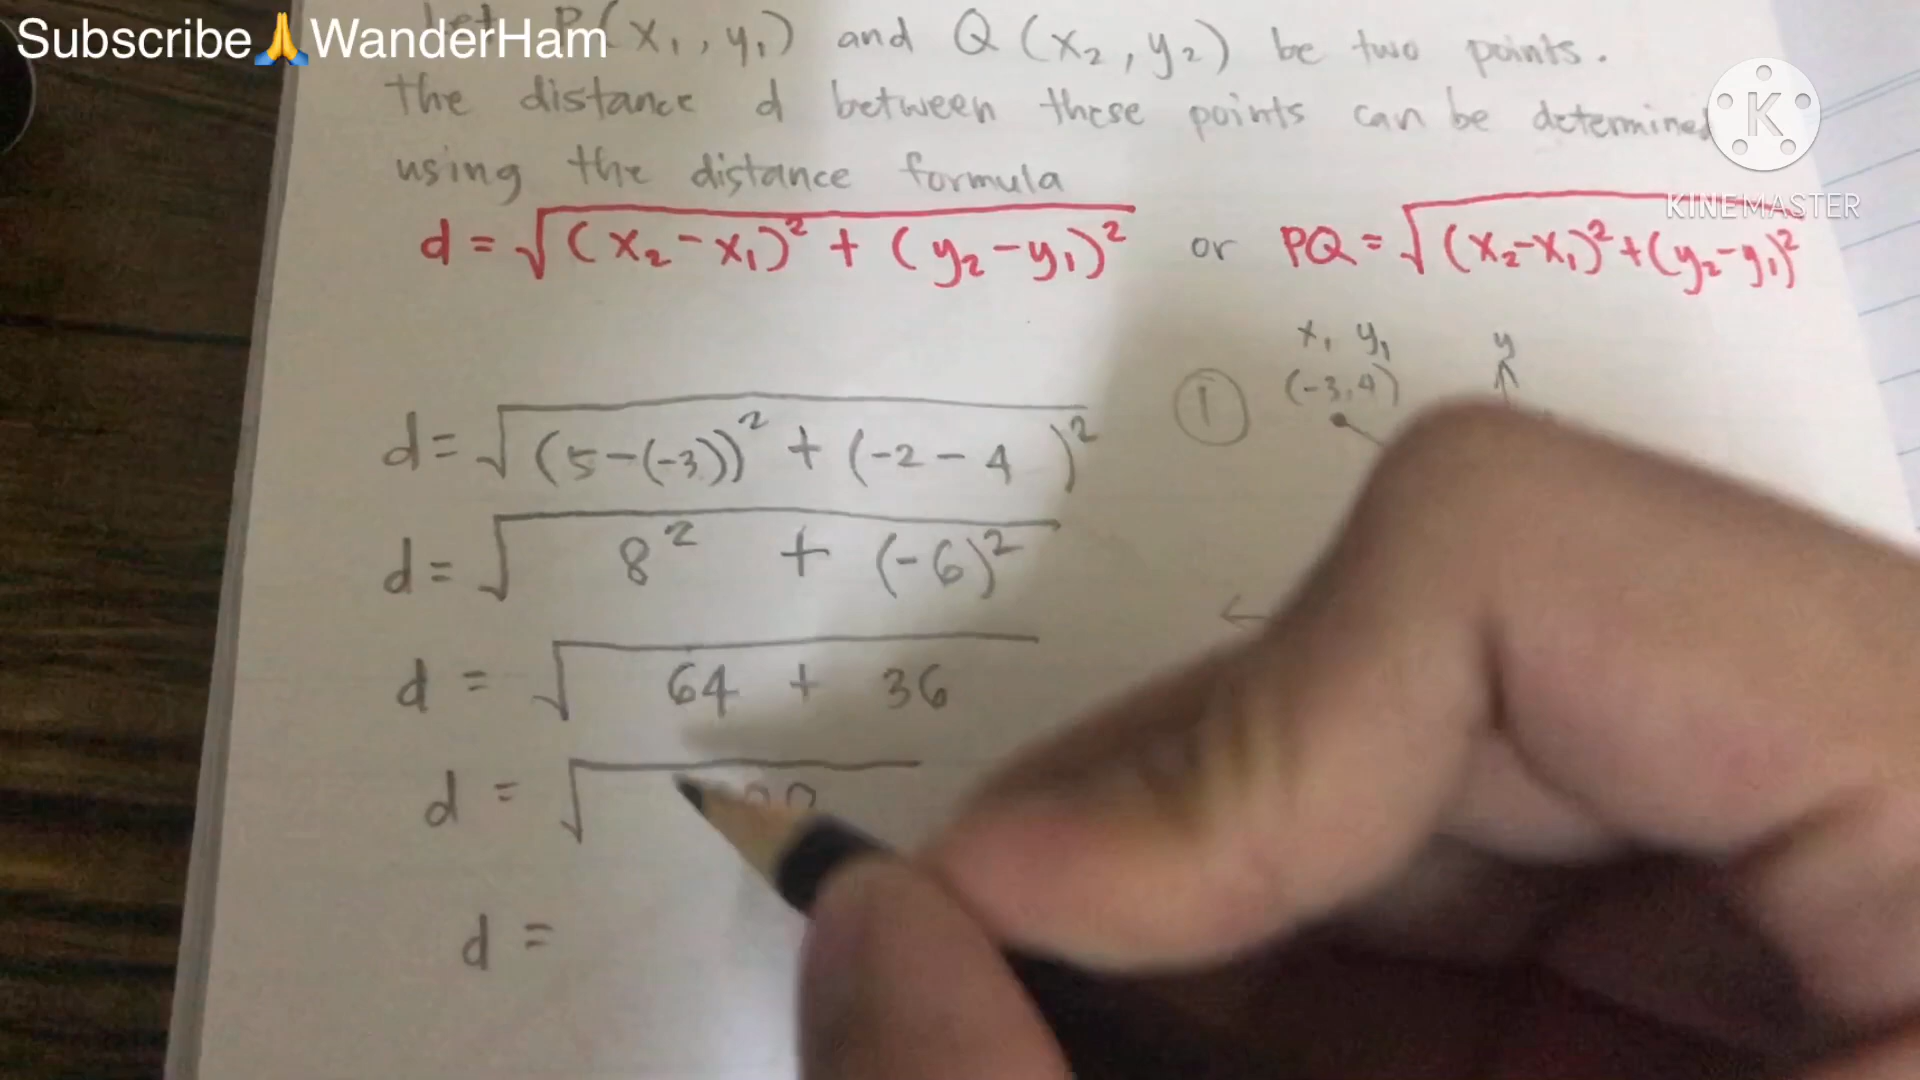 Subscribe🙏WanderHam
Let P(x₁, y₁) and Q(x₂, y₂) be two points.
The distance d between these points can be determined
using the distance formula
KINEMASTER
d = √((x₂ - x₁)² + (y₂ - y₁)²) or PQ = √((x₂-x₁)² + (y₂-y₁)²)
x₁ y₁ y
① (-3,4)
d = √((5-(-3))² + (-2-4)²)
d = √(8² + (-6)²)
d = √(64 + 36)
d = √
d =